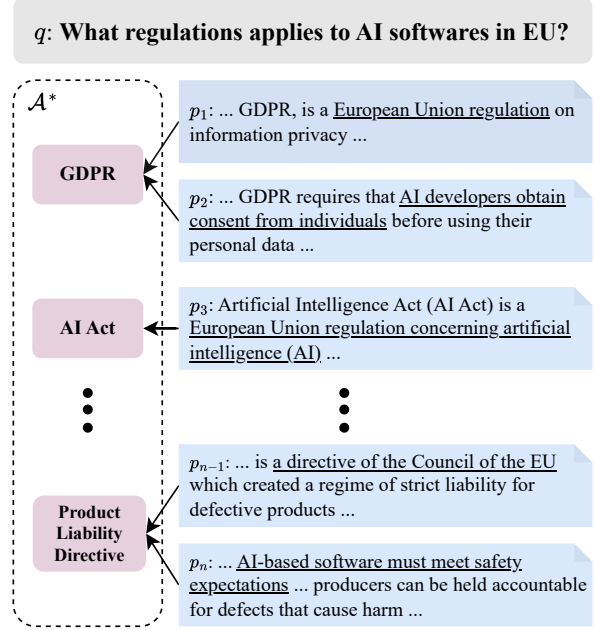 q: What regulations applies to AI softwares in EU?
𝒜*
p₁: ... GDPR, is a European Union regulation on
information privacy ...
GDPR
p₂: ... GDPR requires that AI developers obtain
consent from individuals before using their
personal data ...
p₃: Artificial Intelligence Act (AI Act) is a
European Union regulation concerning artificial
intelligence (AI) ...
AI Act
pₙ₋₁: ... is a directive of the Council of the EU
which created a regime of strict liability for
defective products ...
Product
Liability
Directive
pₙ: ... AI-based software must meet safety
expectations ... producers can be held accountable
for defects that cause harm ...